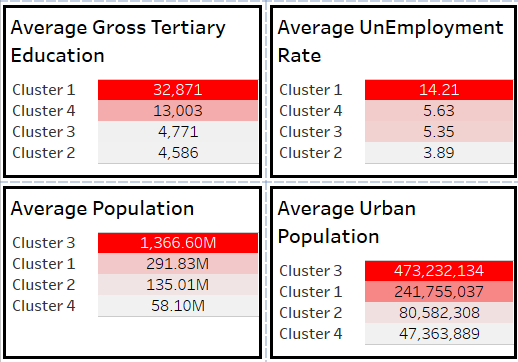 Average Gross Tertiary
Education
Cluster 1 32,871
Cluster 4 13,003
Cluster 3 4,771
Cluster 2 4,586
Average UnEmployment
Rate
Cluster 1 14.21
Cluster 4 5.63
Cluster 3 5.35
Cluster 2 3.89
Average Population
Cluster 3 1,366.60M
Cluster 1 291.83M
Cluster 2 135.01M
Cluster 4 58.10M
Average Urban
Population
Cluster 3 473,232,134
Cluster 1 241,755,037
Cluster 2 80,582,308
Cluster 4 47,363,889